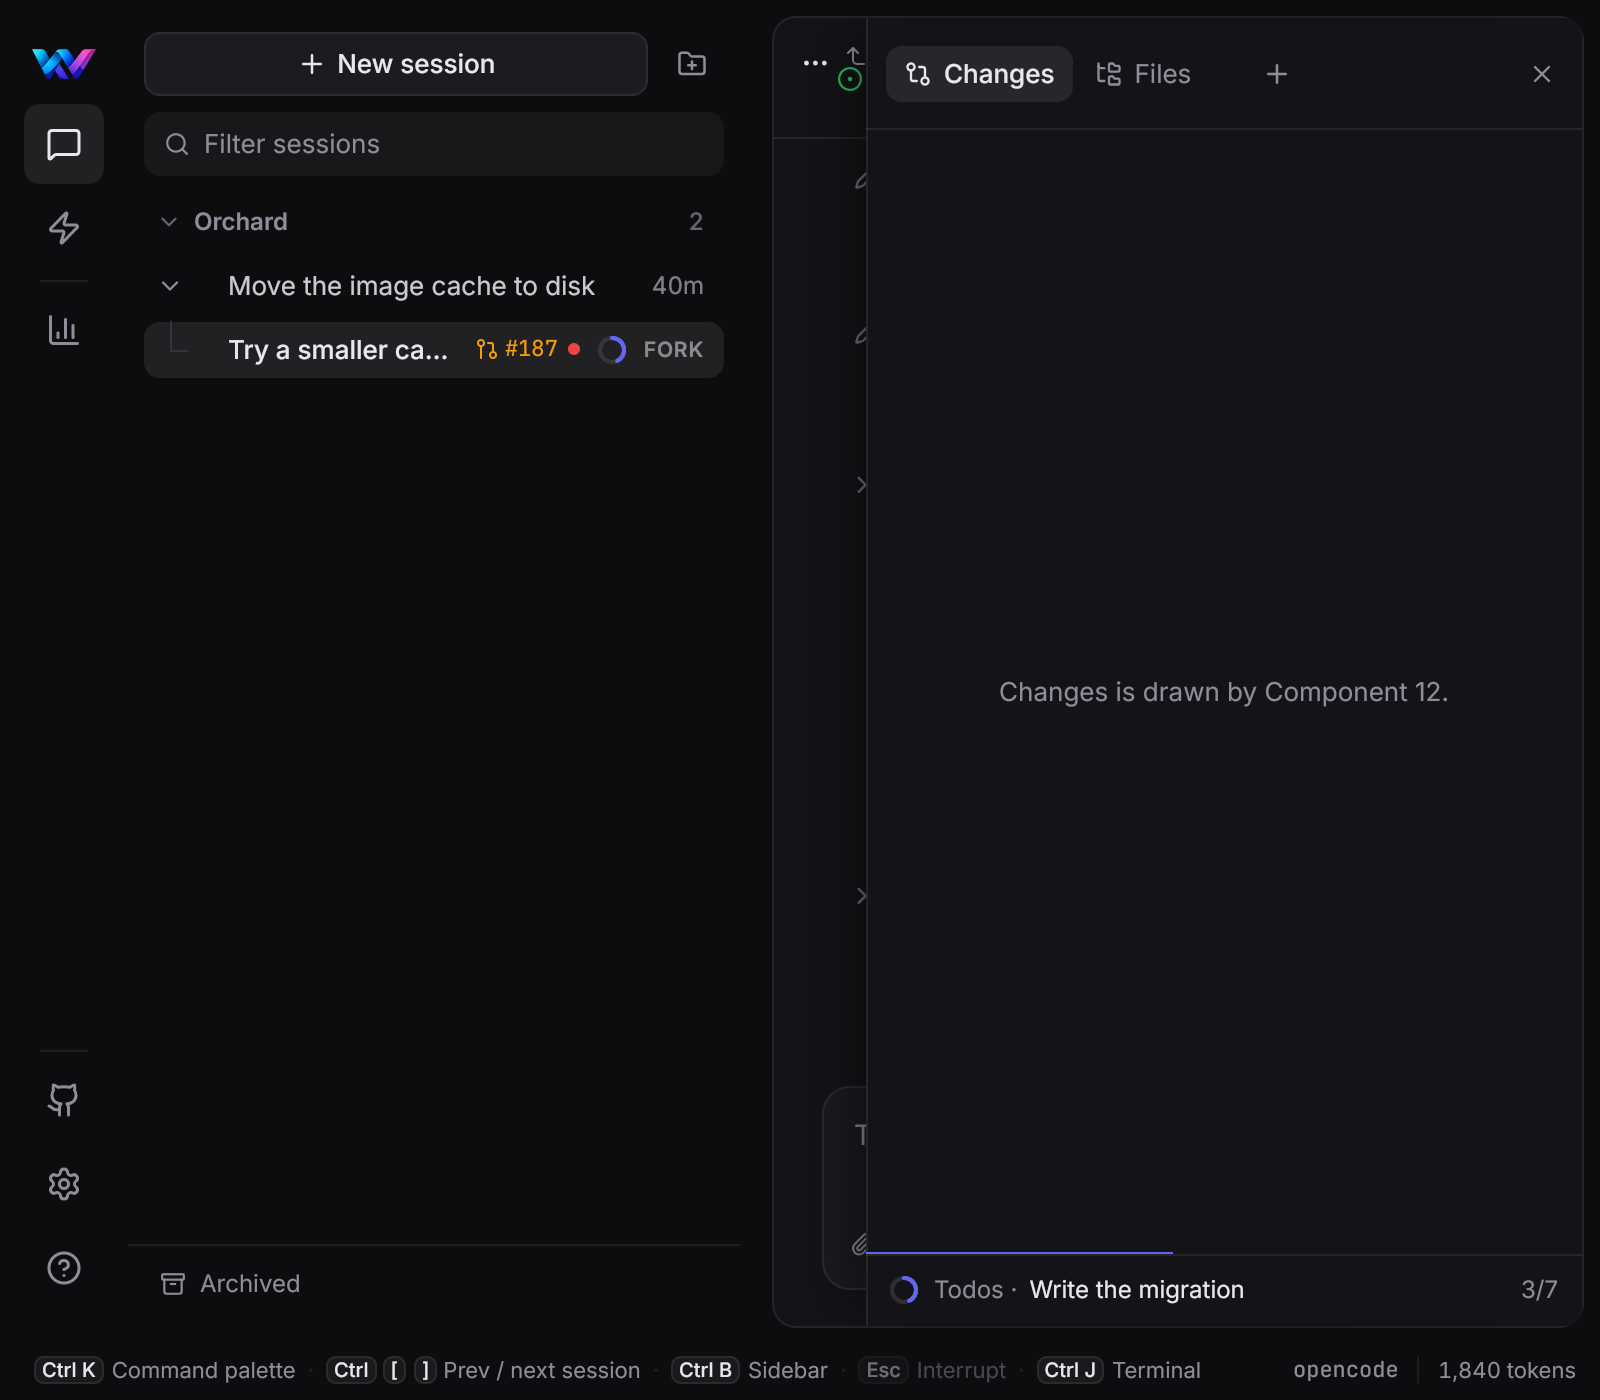 New session
Filter sessions
Orchard 2
Move the image cache to disk 40m
Try a smaller ca... #187 FORK
Archived
Changes Files
Changes is drawn by Component 12.
Todos · Write the migration 3/7
Ctrl K Command palette · Ctrl [ ] Prev / next session · Ctrl B Sidebar · Esc Interrupt · Ctrl J Terminal opencode 1,840 tokens